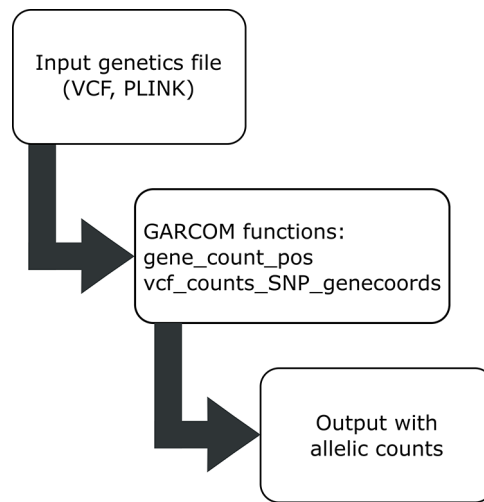 Input genetics file
(VCF, PLINK)
GARCOM functions:
gene_count_pos
vcf_counts_SNP_genecoords
Output with
allelic counts